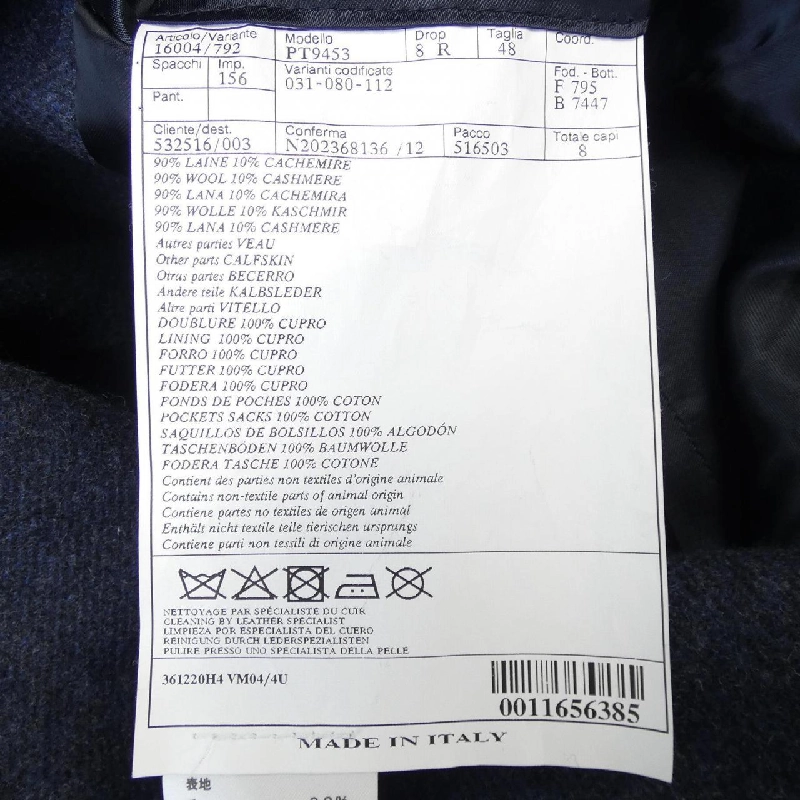 Articolo/Variante Modello Drop Taglia Coord.
16004/792 PT9453 8 R 48
Spacchi Imp. Varianti codificate Fod. - Bott.
156 031-080-112 F 795
Pant. B 7447
Cliente/dest. Conferma Pacco Totale capi
532516/003 N202368136 /12 516503 8
90% LAINE 10% CACHEMIRE
90% WOOL 10% CASHMERE
90% LANA 10% CACHEMIRA
90% WOLLE 10% KASCHMIR
90% LANA 10% CASHMERE
Autres parties VEAU
Other parts CALFSKIN
Otras partes BECERRO
Andere teile KALBSLEDER
Altre parti VITELLO
DOUBLURE 100% CUPRO
LINING 100% CUPRO
FORRO 100% CUPRO
FUTTER 100% CUPRO
FODERA 100% CUPRO
FONDS DE POCHES 100% COTON
POCKETS SACKS 100% COTTON
SAQUILLOS DE BOLSILLOS 100% ALGODÓN
TASCHENBÖDEN 100% BAUMWOLLE
FODERA TASCHE 100% COTONE
Contient des parties non textiles d'origine animale
Contains non-textile parts of animal origin
Contiene partes no textiles de origen animal
Enthält nicht textile teile tierischen ursprungs
Contiene parti non tessili di origine animale
NETTOYAGE PAR SPÉCIALISTE DU CUIR
CLEANING BY LEATHER SPECIALIST
LIMPIEZA POR ESPECIALISTA DEL CUERO
REINIGUNG DURCH LEDERSPEZIALISTEN
PULIRE PRESSO UNO SPECIALISTA DELLA PELLE
361220H4 VM04/4U
0011656385
MADE IN ITALY
表地